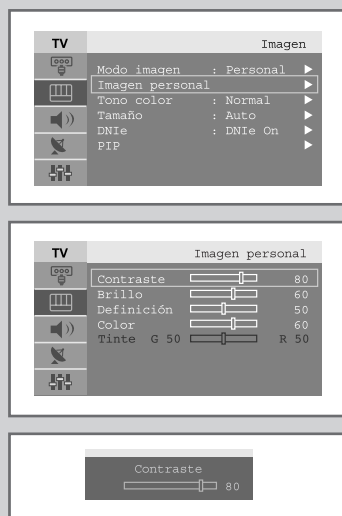 TV Imagen
Modo imagen : Personal ▶
Imagen personal ▶
Tono color : Normal ▶
Tamaño : Auto ▶
DNIe : DNIe On ▶
PIP ▶
TV Imagen personal
Contraste 80
Brillo 60
Definición 50
Color 60
Tinte G 50 R 50
Contraste
80